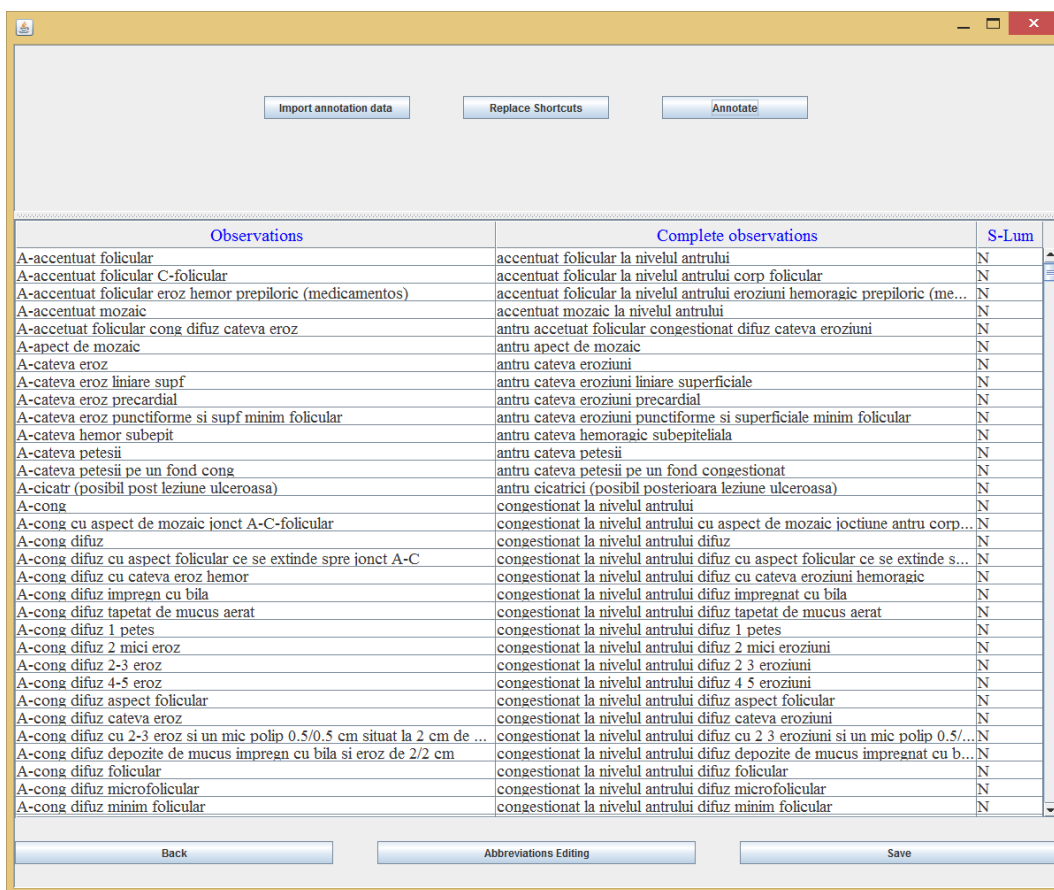 Import annotation data Replace Shortcuts Annotate
Observations Complete observations S-Lum
A-accentuat folicular accentuat folicular la nivelul antrului N
A-accentuat folicular C-folicular accentuat folicular la nivelul antrului corp folicular N
A-accentuat folicular eroz hemor prepiloric (medicamentos) accentuat folicular la nivelul antrului eroziuni hemoragic prepiloric (me... N
A-accentuat mozaic accentuat mozaic la nivelul antrului N
A-accetuat folicular cong difuz cateva eroz antru accetuat folicular congestionat difuz cateva eroziuni N
A-apect de mozaic antru apect de mozaic N
A-cateva eroz antru cateva eroziuni N
A-cateva eroz liniare supf antru cateva eroziuni liniare superficiale N
A-cateva eroz precardial antru cateva eroziuni precardial N
A-cateva eroz punctiforme si supf minim folicular antru cateva eroziuni punctiforme si superficiale minim folicular N
A-cateva hemor subepit antru cateva hemoragic subepiteliala N
A-cateva petesii antru cateva petesii N
A-cateva petesii pe un fond cong antru cateva petesii pe un fond congestionat N
A-cicatr (posibil post leziune ulceroasa) antru cicatrici (posibil posterioara leziune ulceroasa) N
A-cong congestionat la nivelul antrului N
A-cong cu aspect de mozaic jonct A-C-folicular congestionat la nivelul antrului cu aspect de mozaic joctiune antru corp... N
A-cong difuz congestionat la nivelul antrului difuz N
A-cong difuz cu aspect folicular ce se extinde spre jonct A-C congestionat la nivelul antrului difuz cu aspect folicular ce se extinde s... N
A-cong difuz cu cateva eroz hemor congestionat la nivelul antrului difuz cu cateva eroziuni hemoragic N
A-cong difuz impregn cu bila congestionat la nivelul antrului difuz impregnat cu bila N
A-cong difuz tapetat de mucus aerat congestionat la nivelul antrului difuz tapetat de mucus aerat N
A-cong difuz 1 petes congestionat la nivelul antrului difuz 1 petes N
A-cong difuz 2 mici eroz congestionat la nivelul antrului difuz 2 mici eroziuni N
A-cong difuz 2-3 eroz congestionat la nivelul antrului difuz 2 3 eroziuni N
A-cong difuz 4-5 eroz congestionat la nivelul antrului difuz 4 5 eroziuni N
A-cong difuz aspect folicular congestionat la nivelul antrului difuz aspect folicular N
A-cong difuz cateva eroz congestionat la nivelul antrului difuz cateva eroziuni N
A-cong difuz cu 2-3 eroz si un mic polip 0.5/0.5 cm situat la 2 cm de ... congestionat la nivelul antrului difuz cu 2 3 eroziuni si un mic polip 0.5/... N
A-cong difuz depozite de mucus impregn cu bila si eroz de 2/2 cm congestionat la nivelul antrului difuz depozite de mucus impregnat cu b... N
A-cong difuz folicular congestionat la nivelul antrului difuz folicular N
A-cong difuz microfolicular congestionat la nivelul antrului difuz microfolicular N
A-cong difuz minim folicular congestionat la nivelul antrului difuz minim folicular N
Back Abbreviations Editing Save